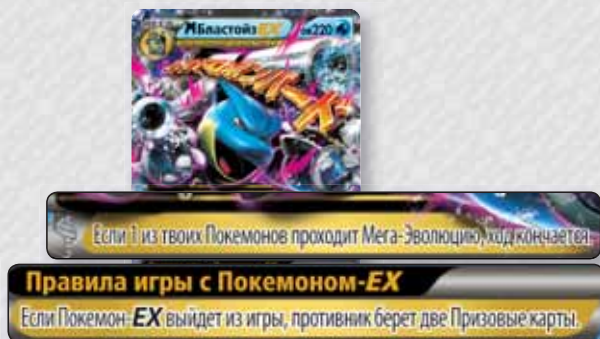 МБластойз EX ОЖ220
Если 1 из твоих Покемонов проходит Мега-Эволюцию, ход кончается.
Правила игры с Покемоном-EX
Если Покемон-EX выйдет из игры, противник берет две Призовые карты.